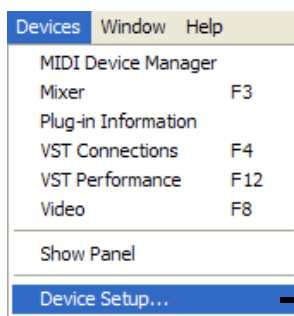 Devices Window Help
MIDI Device Manager
Mixer F3
Plug-in Information
VST Connections F4
VST Performance F12
Video F8
Show Panel
Device Setup...